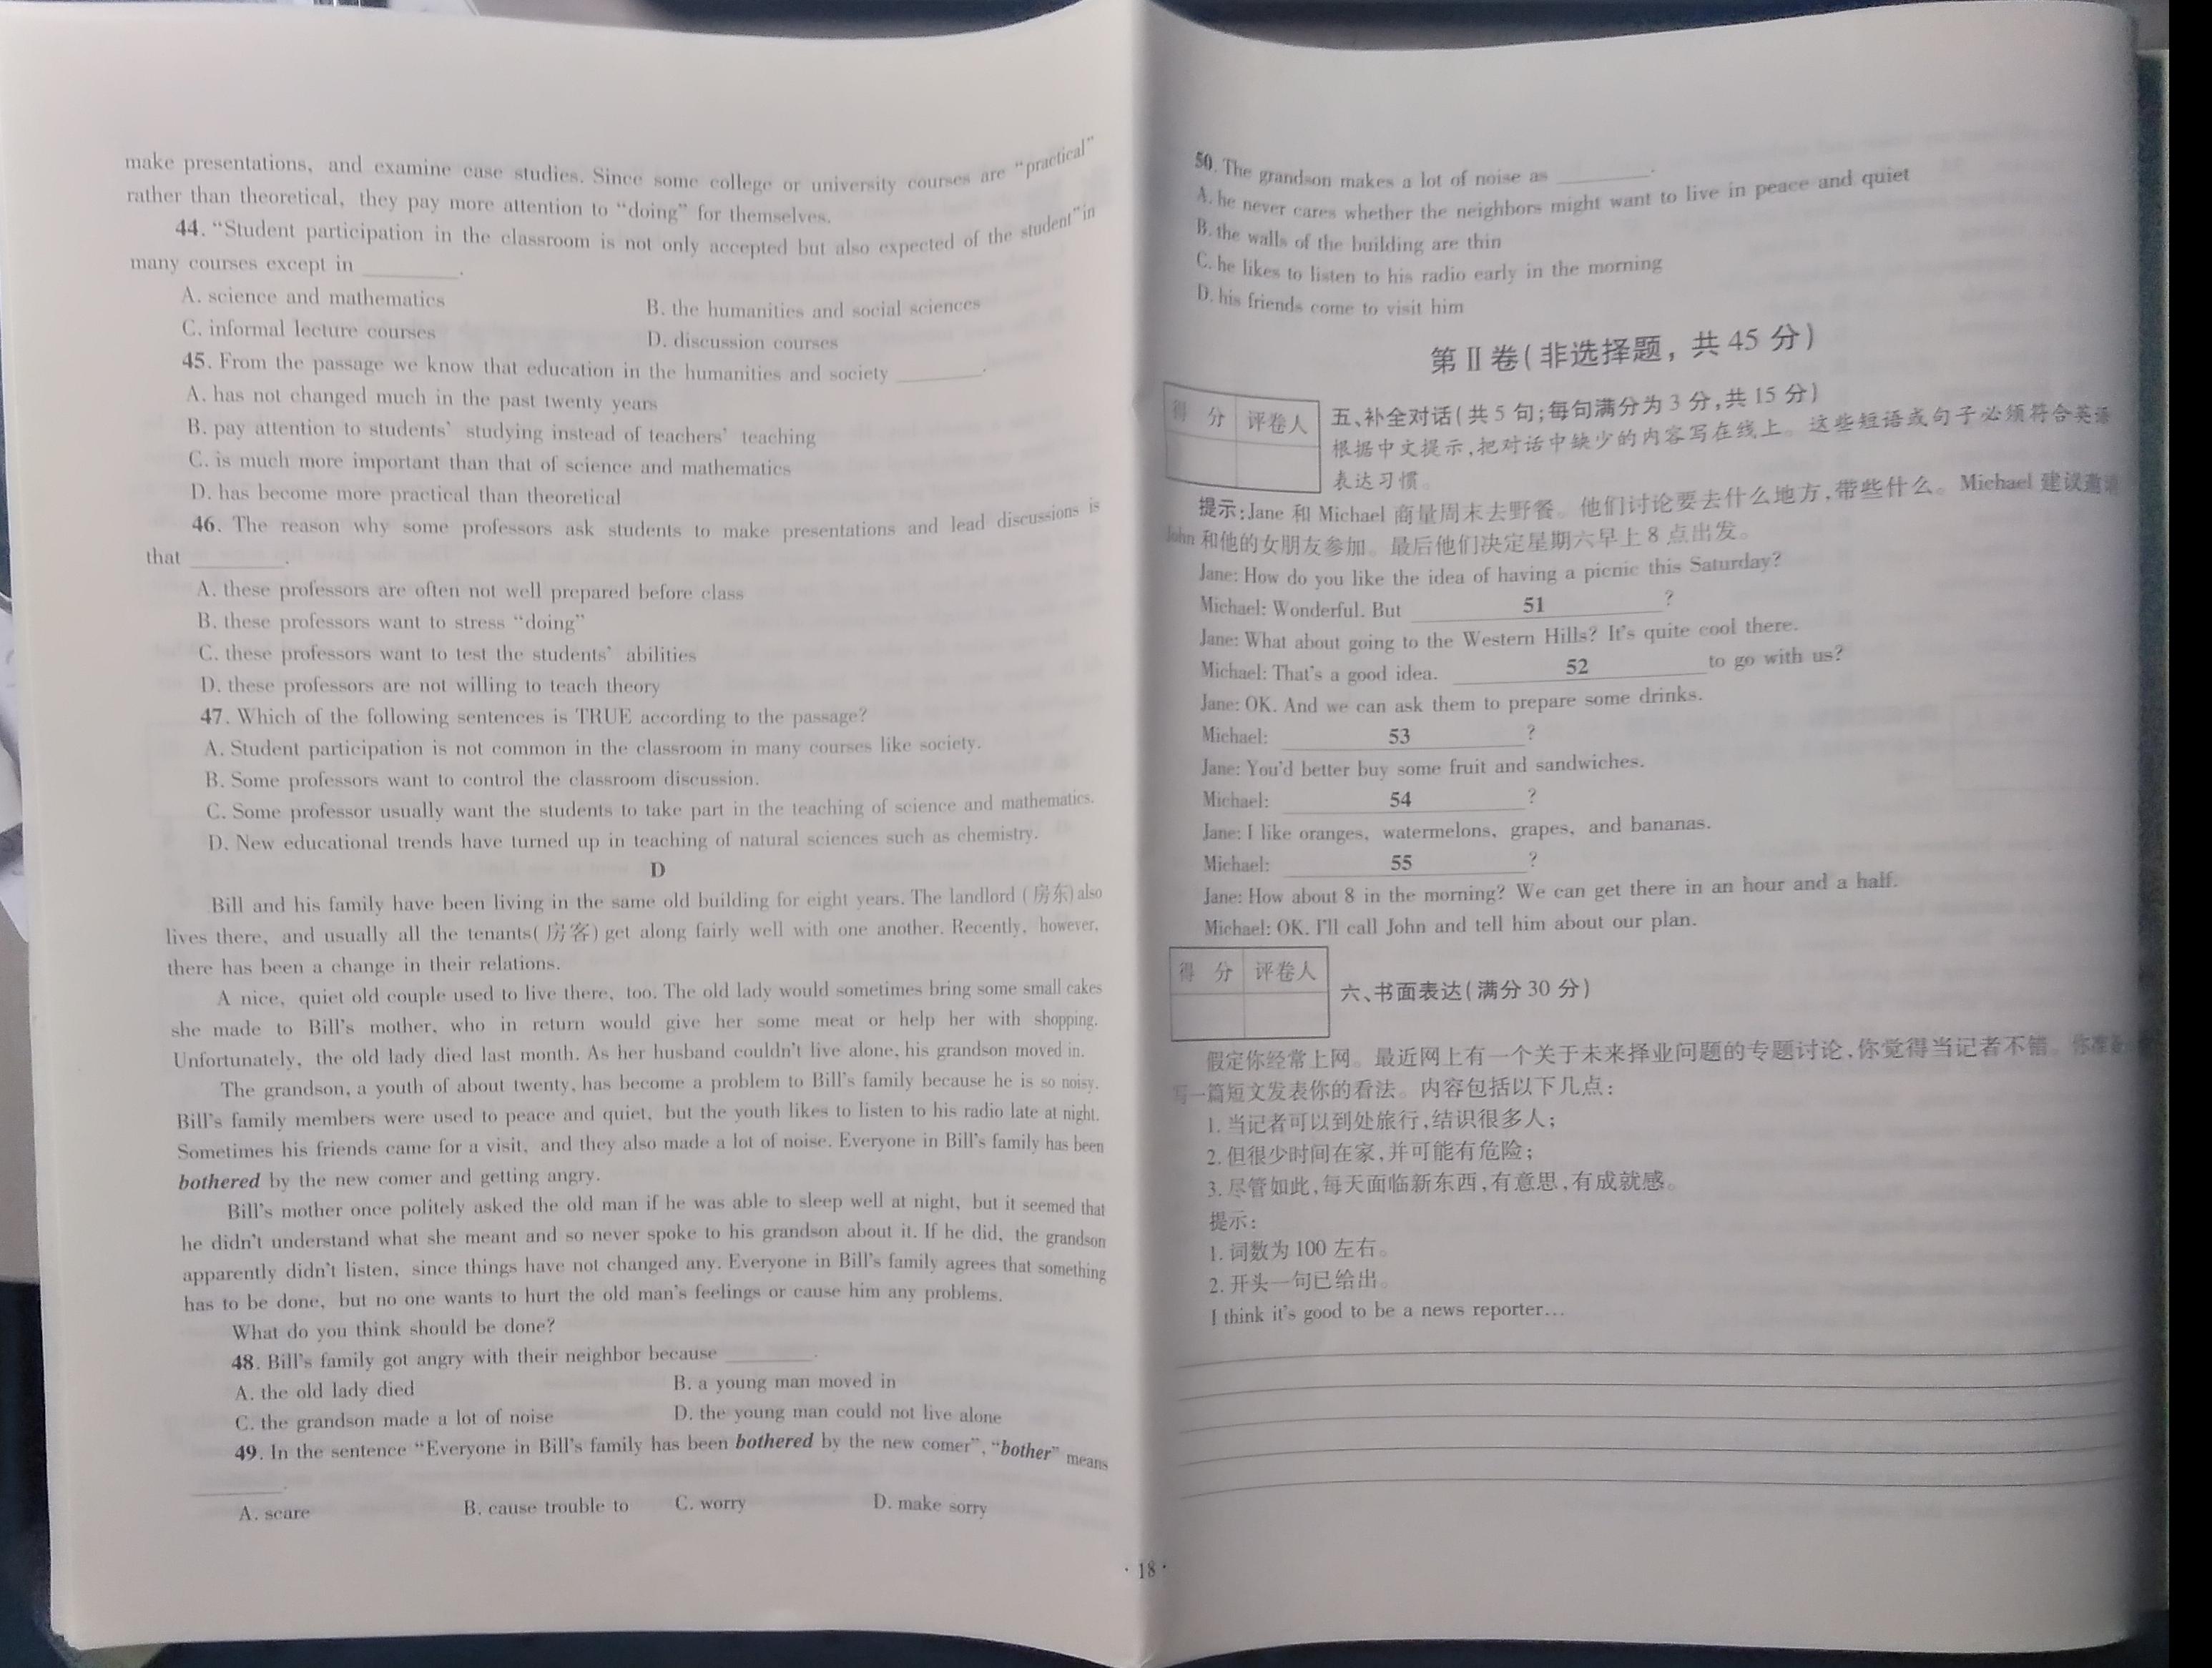 make presentations, and examine case studies. Since some college or university courses are “practical”
rather than theoretical, they pay more attention to “doing” for themselves.
44. “Student participation in the classroom is not only accepted but also expected of the student”in
many courses except in ________.
A. science and mathematics B. the humanities and social sciences
C. informal lecture courses D. discussion courses
45. From the passage we know that education in the humanities and society ________.
A. has not changed much in the past twenty years
B. pay attention to students’ studying instead of teachers’ teaching
C. is much more important than that of science and mathematics
D. has become more practical than theoretical
46. The reason why some professors ask students to make presentations and lead discussions is
that ________.
A. these professors are often not well prepared before class
B. these professors want to stress “doing”
C. these professors want to test the students’ abilities
D. these professors are not willing to teach theory
47. Which of the following sentences is TRUE according to the passage?
A. Student participation is not common in the classroom in many courses like society.
B. Some professors want to control the classroom discussion.
C. Some professor usually want the students to take part in the teaching of science and mathematics.
D. New educational trends have turned up in teaching of natural sciences such as chemistry.
D
Bill and his family have been living in the same old building for eight years. The landlord (房东) also
lives there, and usually all the tenants(房客) get along fairly well with one another. Recently, however,
there has been a change in their relations.
A nice, quiet old couple used to live there, too. The old lady would sometimes bring some small cakes
she made to Bill’s mother, who in return would give her some meat or help her with shopping.
Unfortunately, the old lady died last month. As her husband couldn’t live alone, his grandson moved in.
The grandson, a youth of about twenty, has become a problem to Bill’s family because he is so noisy.
Bill’s family members were used to peace and quiet, but the youth likes to listen to his radio late at night.
Sometimes his friends came for a visit, and they also made a lot of noise. Everyone in Bill’s family has been
bothered by the new comer and getting angry.
Bill’s mother once politely asked the old man if he was able to sleep well at night, but it seemed that
he didn’t understand what she meant and so never spoke to his grandson about it. If he did, the grandson
apparently didn’t listen, since things have not changed any. Everyone in Bill’s family agrees that something
has to be done, but no one wants to hurt the old man’s feelings or cause him any problems.
What do you think should be done?
48. Bill’s family got angry with their neighbor because ________.
A. the old lady died B. a young man moved in
C. the grandson made a lot of noise D. the young man could not live alone
49. In the sentence “Everyone in Bill’s family has been bothered by the new comer”, “bother” means
________.
A. scare B. cause trouble to C. worry D. make sorry
50. The grandson makes a lot of noise as ________.
A. he never cares whether the neighbors might want to live in peace and quiet
B. the walls of the building are thin
C. he likes to listen to his radio early in the morning
D. his friends come to visit him
第Ⅱ卷(非选择题，共45分)
得 分 评卷人
五、补全对话(共5句;每句满分为3分,共15分)
根据中文提示,把对话中缺少的内容写在线上。这些短语或句子必须符合英语
表达习惯。
提示:Jane 和 Michael 商量周末去野餐。他们讨论要去什么地方,带些什么。Michael 建议邀请
John 和他的女朋友参加。最后他们决定星期六早上8点出发。
Jane: How do you like the idea of having a picnic this Saturday?
Michael: Wonderful. But ____51____?
Jane: What about going to the Western Hills? It’s quite cool there.
Michael: That’s a good idea. ____52____ to go with us?
Jane: OK. And we can ask them to prepare some drinks.
Michael: ____53____?
Jane: You’d better buy some fruit and sandwiches.
Michael: ____54____?
Jane: I like oranges, watermelons, grapes, and bananas.
Michael: ____55____?
Jane: How about 8 in the morning? We can get there in an hour and a half.
Michael: OK. I’ll call John and tell him about our plan.
得 分 评卷人
六、书面表达(满分30分)
假定你经常上网。最近网上有一个关于未来择业问题的专题讨论,你觉得当记者不错。你准备
写一篇短文发表你的看法。内容包括以下几点:
1. 当记者可以到处旅行,结识很多人;
2. 但很少时间在家,并可能有危险;
3. 尽管如此,每天面临新东西,有意思,有成就感。
提示:
1. 词数为100左右。
2. 开头一句已给出。
I think it’s good to be a news reporter…
· 18 ·